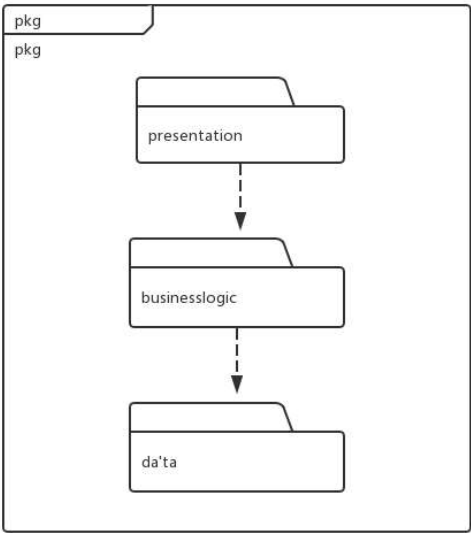 pkg
pkg
presentation
businesslogic
da'ta